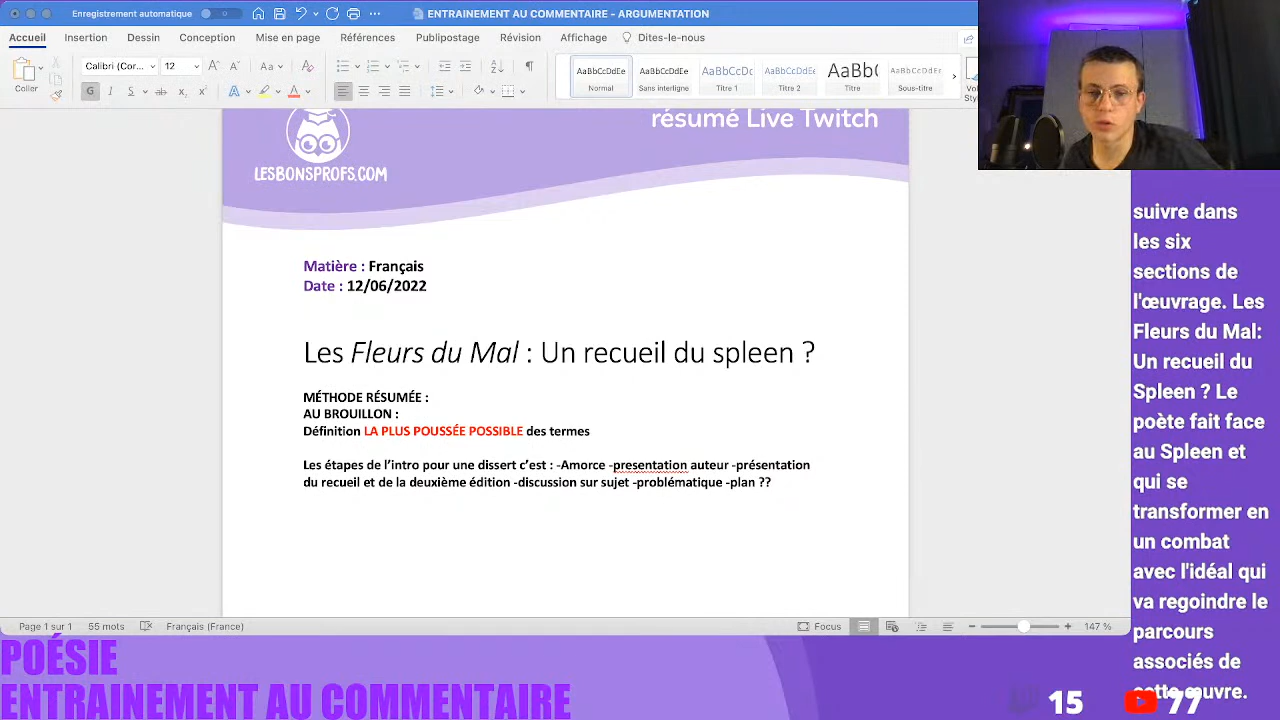 Enregistrement automatique
ENTRAINEMENT AU COMMENTAIRE - ARGUMENTATION
Accueil Insertion Dessin Conception Mise en page Références Publipostage Révision Affichage Dites-le-nous
Coller
Calibri (Cor... 12
AaBbCcDdEe AaBbCcDdEe AaBbCcDc AaBbCcDdEe AaBb( AaBbCcDdEe
Normal Sans interligne Titre 1 Titre 2 Titre Sous-titre
résumé Live Twitch
LESBONSPROFS.COM
Matière : Français
Date : 12/06/2022
Les Fleurs du Mal : Un recueil du spleen ?
MÉTHODE RÉSUMÉE :
AU BROUILLON :
Définition LA PLUS POUSSÉE POSSIBLE des termes
Les étapes de l'intro pour une dissert c'est : -Amorce -presentation auteur -présentation
du recueil et de la deuxième édition -discussion sur sujet -problématique -plan ??
Page 1 sur 1 55 mots Français (France) Focus 147 %
suivre dans
les six
sections de
l'œuvrage. Les
Fleurs du Mal:
Un recueil du
Spleen ? Le
poète fait face
au Spleen et
qui se
transformer en
un combat
avec l'idéal qui
va regoindre le
parcours
associés de
cette œuvre.
POÉSIE
ENTRAINEMENT AU COMMENTAIRE
15 77